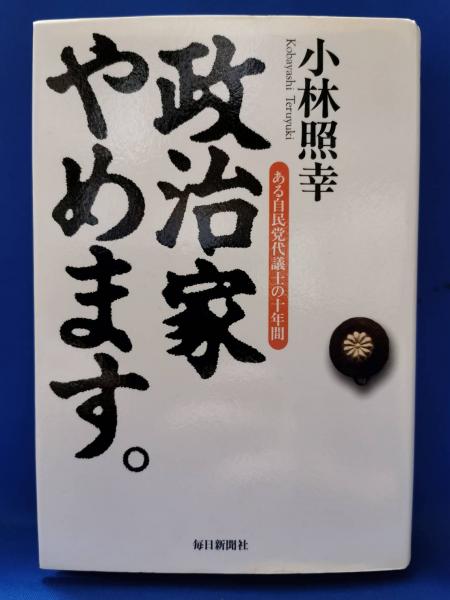 小林照幸
Kobayashi Teruyuki
ある自民党代議士の十年間
政治家
やめます。
毎日新聞社